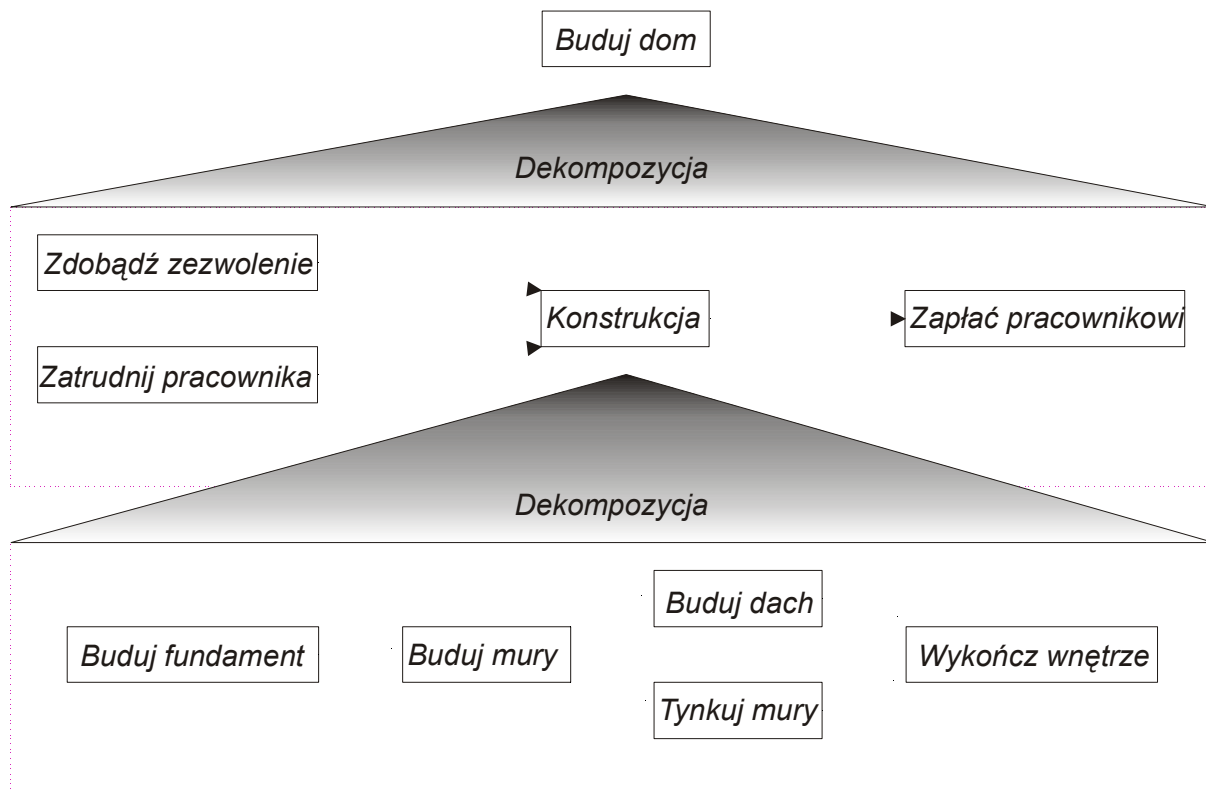 Buduj dom
Dekompozycja
Zdobądź zezwolenie
Konstrukcja
Zapłać pracownikowi
Zatrudnij pracownika
Dekompozycja
Buduj dach
Buduj fundament
Buduj mury
Wykończ wnętrze
Tynkuj mury